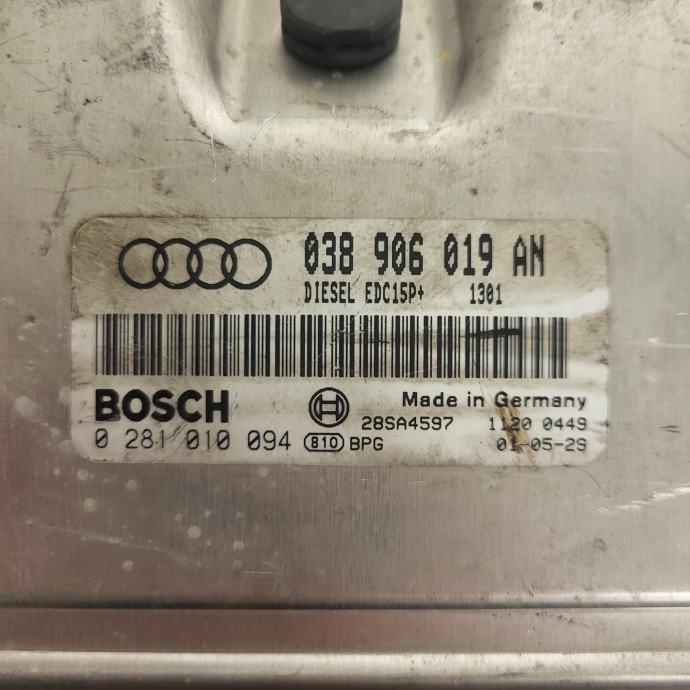 038 906 019 AN
DIESEL EDC15P+ 1301
BOSCH Made in Germany
28SA4597 1120 0449
0 281 010 094 810 BPG 01-05-29